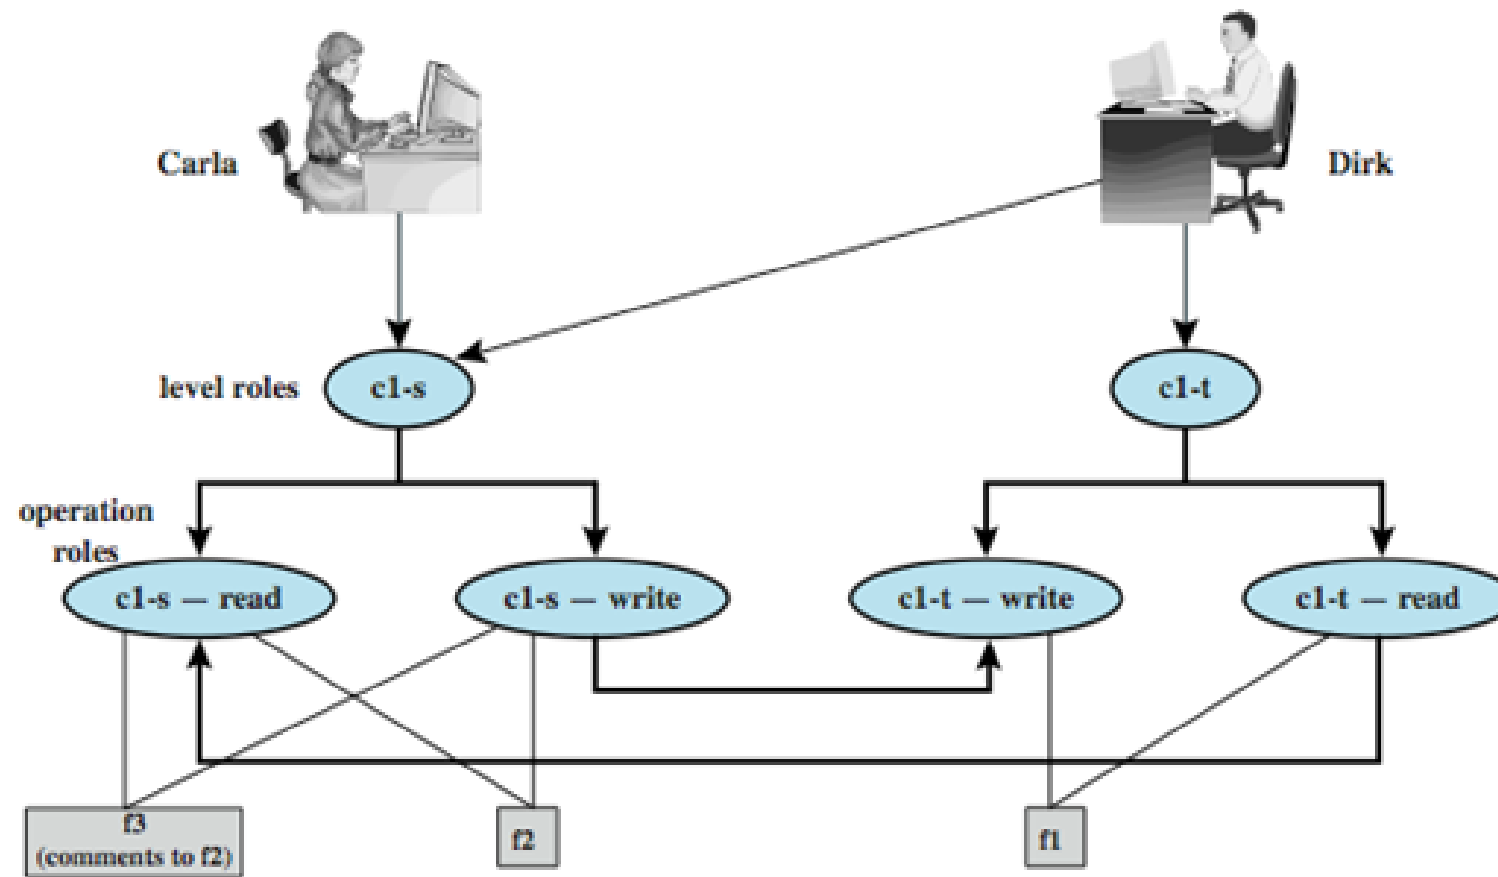 Carla
Dirk
level roles
c1-s
c1-t
operation
roles
c1-s — read
c1-s — write
c1-t — write
c1-t — read
f3
(comments to f2)
f2
f1